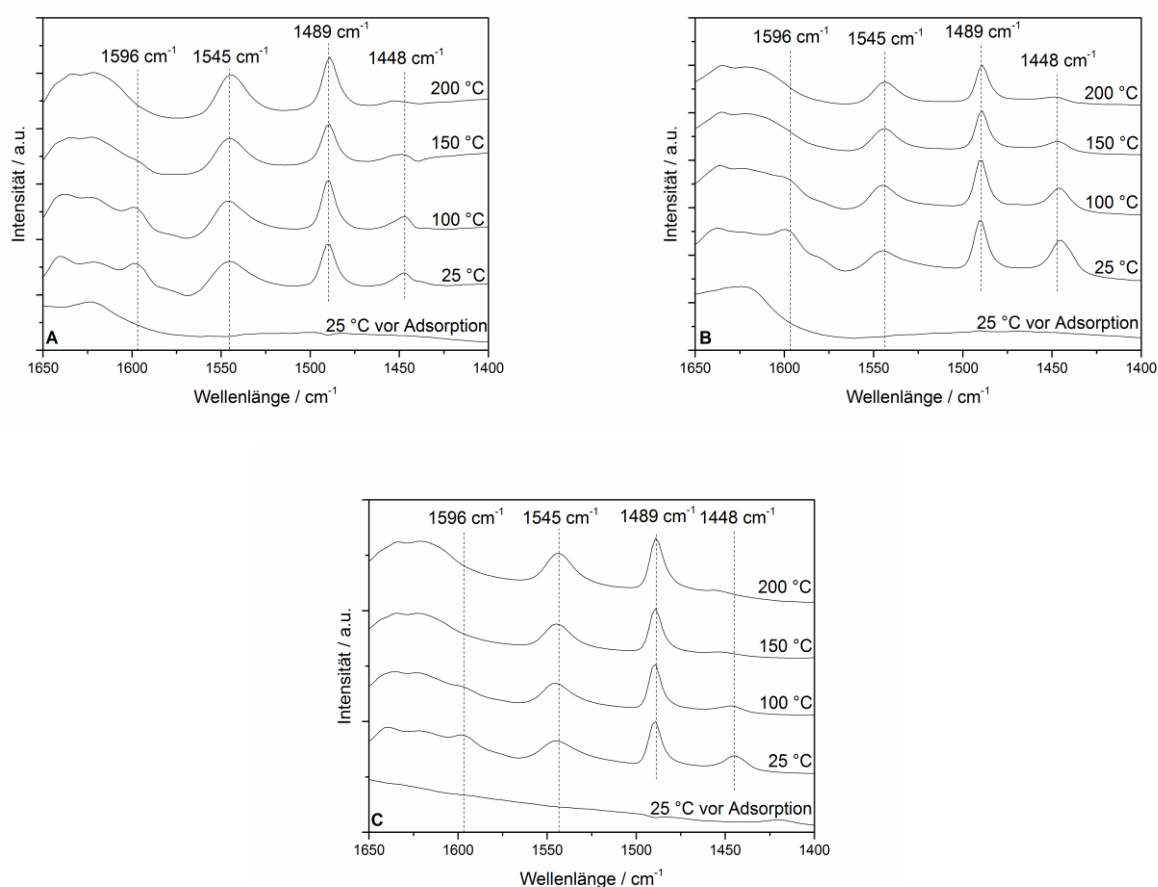 1596 cm⁻¹
1545 cm⁻¹
1489 cm⁻¹
1448 cm⁻¹
200 °C
150 °C
100 °C
25 °C
25 °C vor Adsorption
A
Intensität / a.u.
1650 1600 1550 1500 1450 1400
Wellenlänge / cm⁻¹
1596 cm⁻¹
1545 cm⁻¹
1489 cm⁻¹
1448 cm⁻¹
200 °C
150 °C
100 °C
25 °C
25 °C vor Adsorption
B
Intensität / a.u.
1650 1600 1550 1500 1450 1400
Wellenlänge / cm⁻¹
1596 cm⁻¹ 1545 cm⁻¹ 1489 cm⁻¹ 1448 cm⁻¹
200 °C
150 °C
100 °C
25 °C
25 °C vor Adsorption
C
Intensität / a.u.
1650 1600 1550 1500 1450 1400
Wellenlänge / cm⁻¹